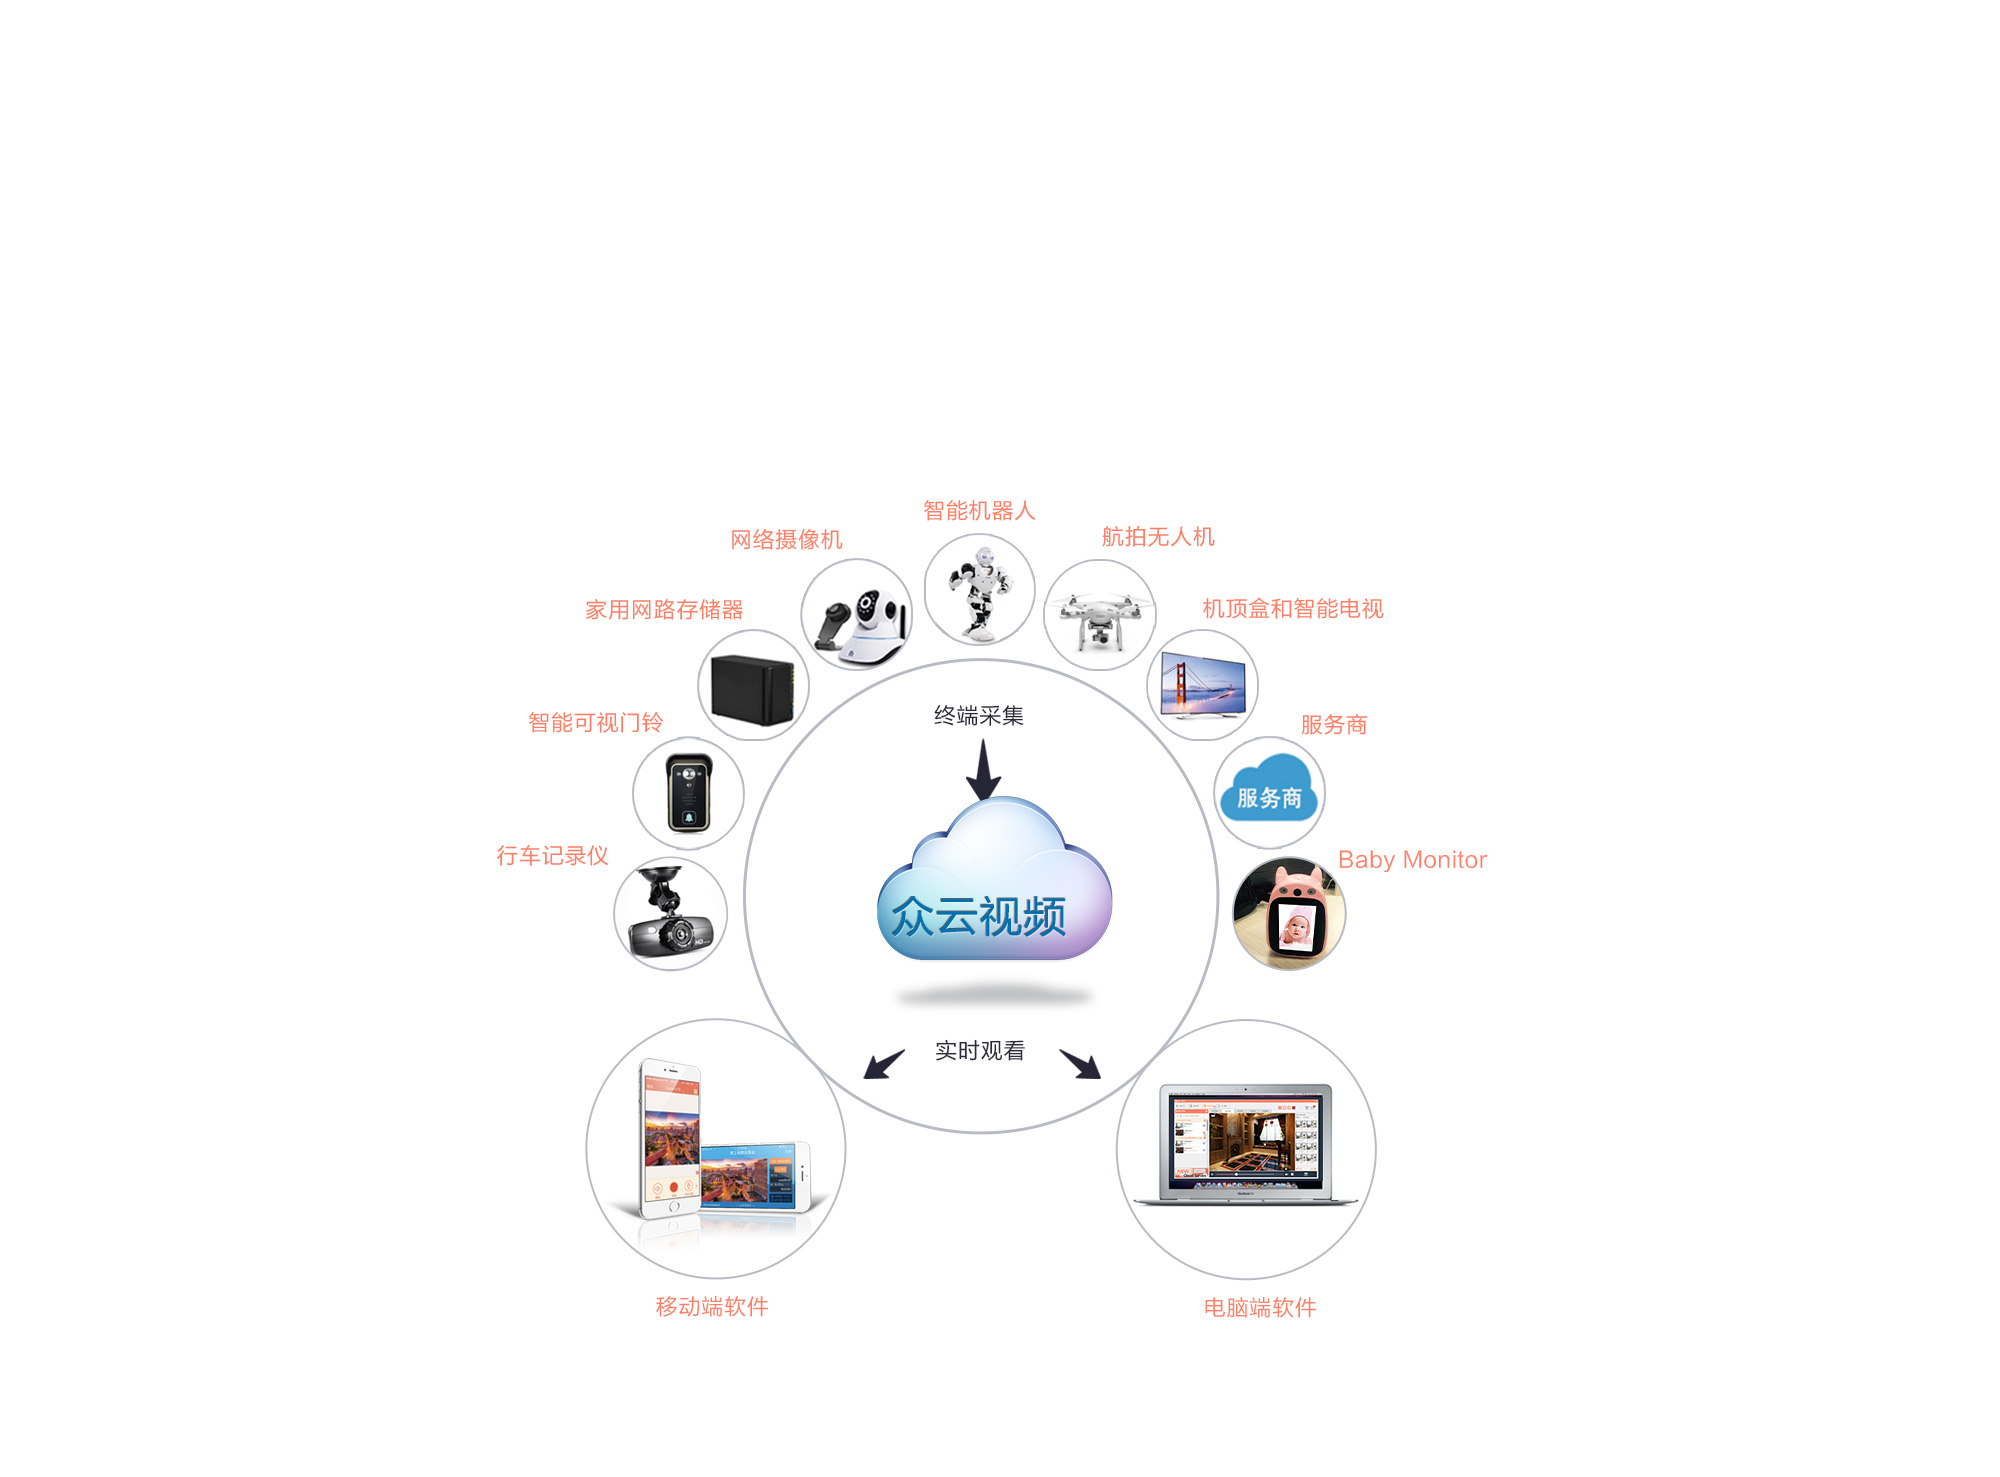 智能机器人
网络摄像机
航拍无人机
家用网路存储器
机顶盒和智能电视
终端采集
智能可视门铃
服务商
服务商
行车记录仪
Baby Monitor
众云视频
HD
实时观看
NEW
移动端软件
电脑端软件